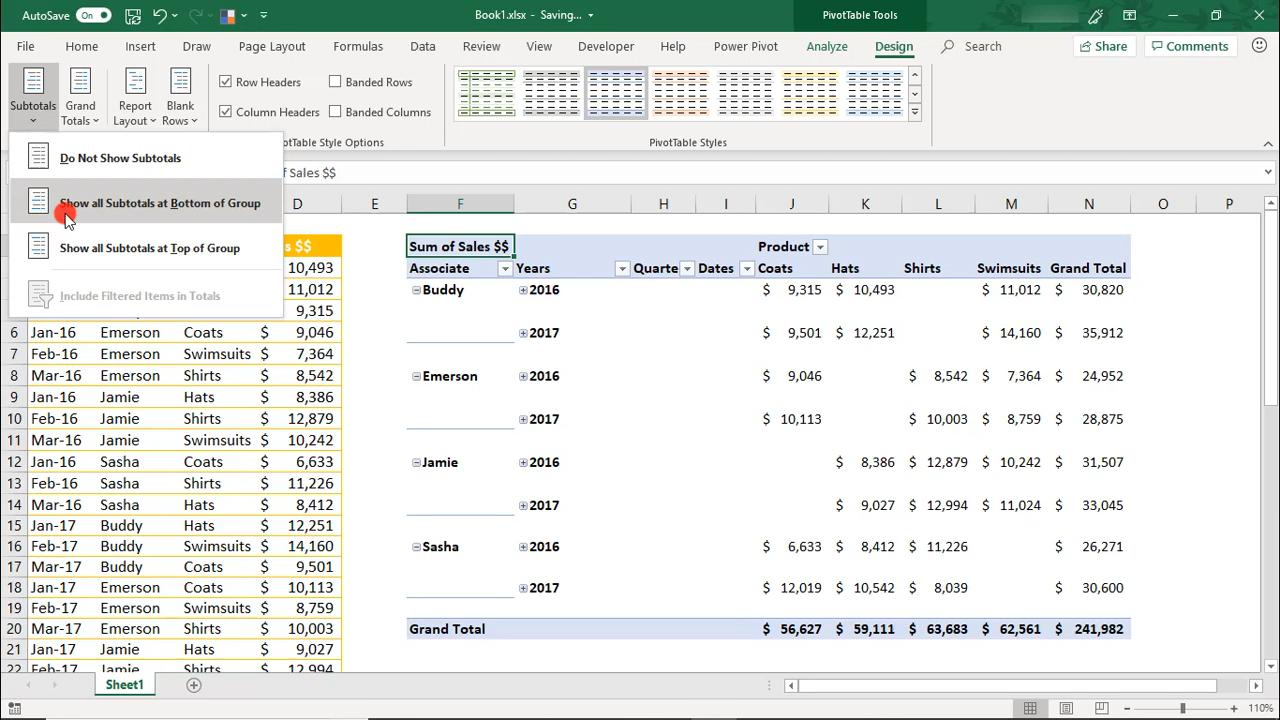 AutoSave On Book1.xlsx - Saving... PivotTable Tools
File Home Insert Draw Page Layout Formulas Data Review View Developer Help Power Pivot Analyze Design Search Share Comments
Subtotals Grand Totals Report Layout Blank Rows
Row Headers Banded Rows
Column Headers Banded Columns
PivotTable Styles
tTable Style Options
Do Not Show Subtotals
Show all Subtotals at Bottom of Group
Show all Subtotals at Top of Group
Include Filtered Items in Totals
of Sales $$
D E F G H I J K L M N O P
s $$ Sum of Sales $$ Product
10,493 Associate Years Quarte Dates Coats Hats Shirts Swimsuits Grand Total
11,012 Buddy 2016 $ 9,315 $ 10,493 $ 11,012 $ 30,820
9,315
6 Jan-16 Emerson Coats $ 9,046 2017 $ 9,501 $ 12,251 $ 14,160 $ 35,912
7 Feb-16 Emerson Swimsuits $ 7,364
8 Mar-16 Emerson Shirts $ 8,542 Emerson 2016 $ 9,046 $ 8,542 $ 7,364 $ 24,952
9 Jan-16 Jamie Hats $ 8,386
10 Feb-16 Jamie Shirts $ 12,879 2017 $ 10,113 $ 10,003 $ 8,759 $ 28,875
11 Mar-16 Jamie Swimsuits $ 10,242
12 Jan-16 Sasha Coats $ 6,633 Jamie 2016 $ 8,386 $ 12,879 $ 10,242 $ 31,507
13 Feb-16 Sasha Shirts $ 11,226
14 Mar-16 Sasha Hats $ 8,412 2017 $ 9,027 $ 12,994 $ 11,024 $ 33,045
15 Jan-17 Buddy Hats $ 12,251
16 Feb-17 Buddy Swimsuits $ 14,160 Sasha 2016 $ 6,633 $ 8,412 $ 11,226 $ 26,271
17 Mar-17 Buddy Coats $ 9,501
18 Jan-17 Emerson Coats $ 10,113 2017 $ 12,019 $ 10,542 $ 8,039 $ 30,600
19 Feb-17 Emerson Swimsuits $ 8,759
20 Mar-17 Emerson Shirts $ 10,003 Grand Total $ 56,627 $ 59,111 $ 63,683 $ 62,561 $ 241,982
21 Jan-17 Jamie Hats $ 9,027
22 Feb-17 Jamie Shirts $ 12,994
Sheet1
110%